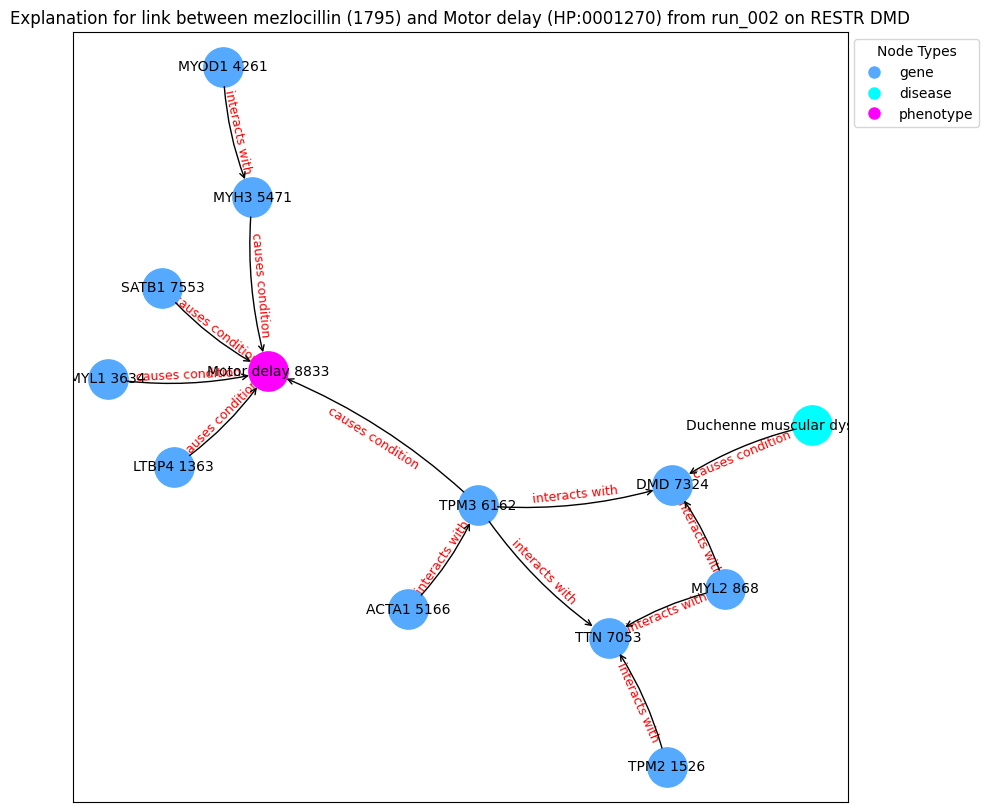 Explanation for link between mezlocillin (1795) and Motor delay (HP:0001270) from run_002 on RESTR DMD
Node Types
gene
disease
phenotype
MYOD1 4261
interacts with
MYH3 5471
causes condition
SATB1 7553
causes condition
Motor delay 8833
MYL1 3634
causes condition
causes condition
LTBP4 1363
causes condition
Duchenne muscular dys
causes condition
DMD 7324
TPM3 6162
interacts with
interacts with
interacts with
interacts with
MYL2 868
ACTA1 5166
interacts with
TTN 7053
interacts with
TPM2 1526